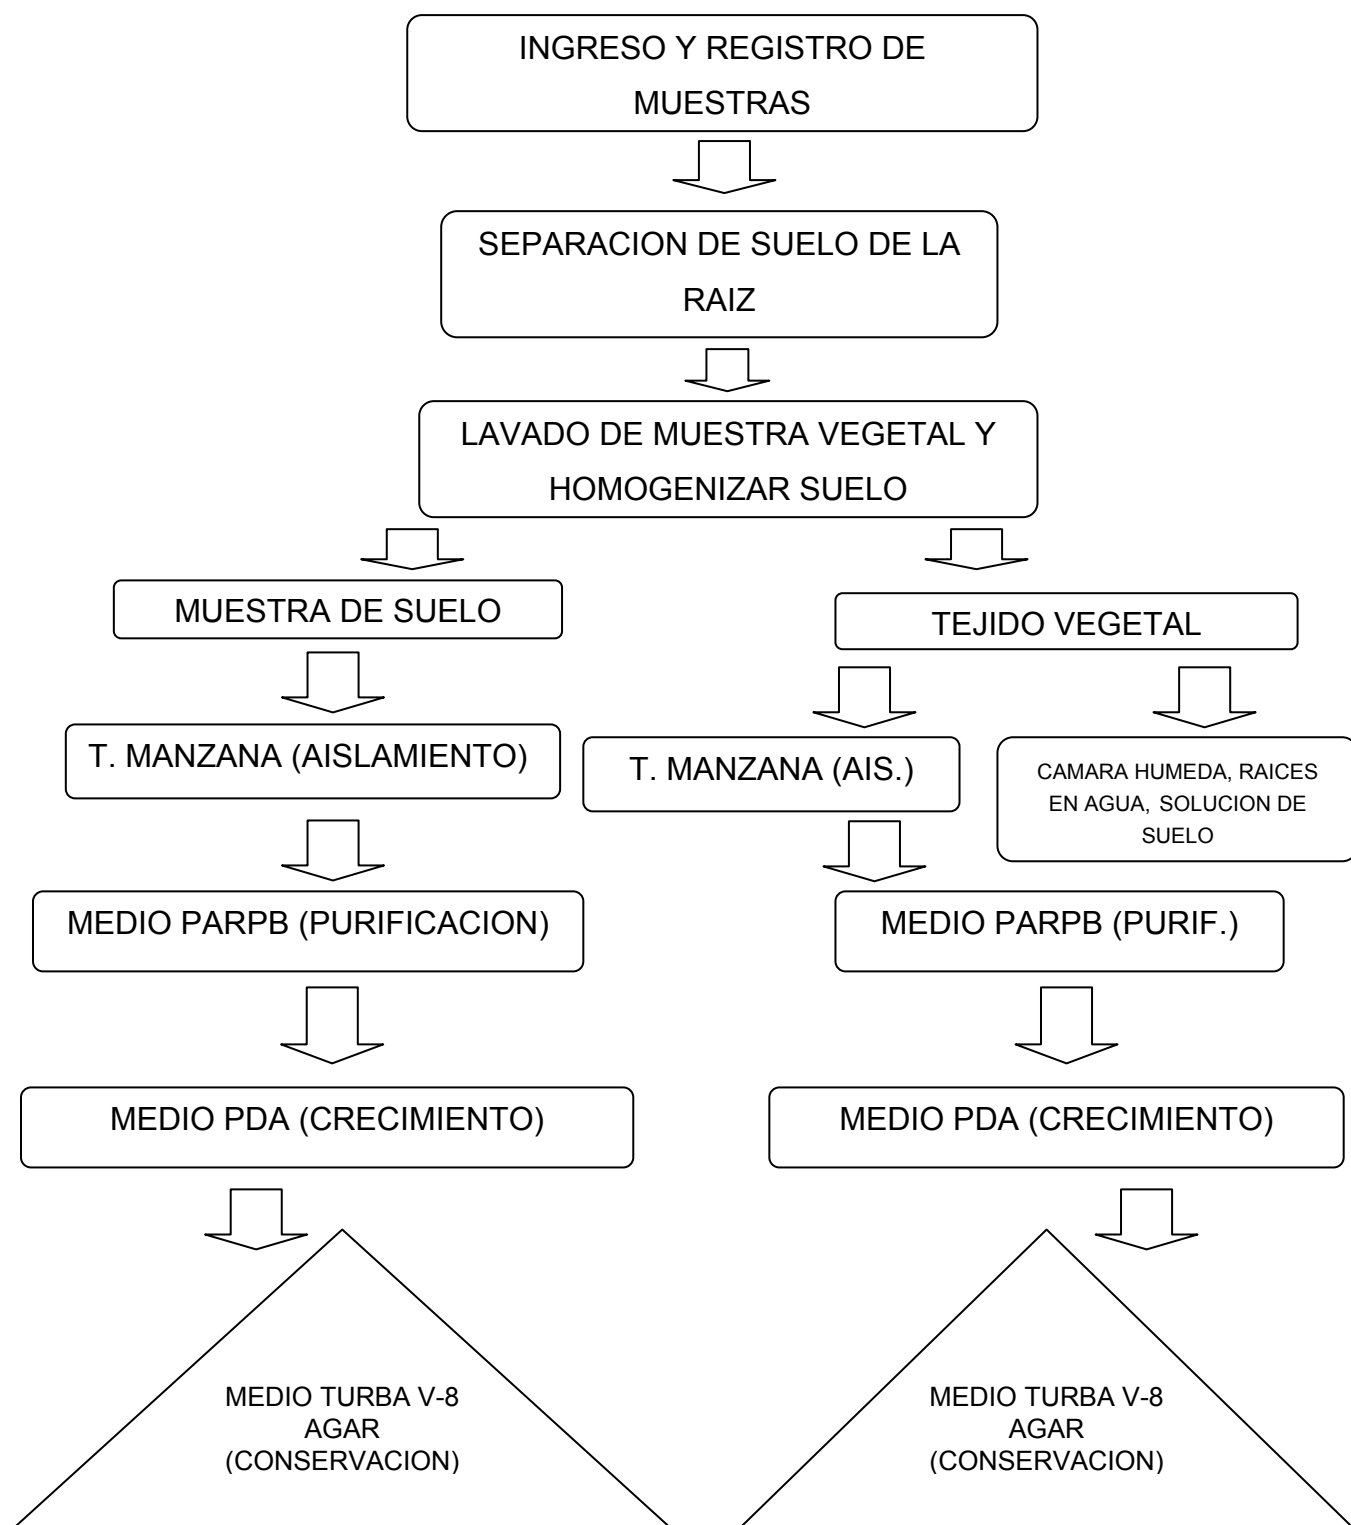 INGRESO Y REGISTRO DE
MUESTRAS
SEPARACION DE SUELO DE LA
RAIZ
LAVADO DE MUESTRA VEGETAL Y
HOMOGENIZAR SUELO
MUESTRA DE SUELO
TEJIDO VEGETAL
T. MANZANA (AISLAMIENTO)
T. MANZANA (AIS.)
CAMARA HUMEDA, RAICES
EN AGUA, SOLUCION DE
SUELO
MEDIO PARPB (PURIFICACION)
MEDIO PARPB (PURIF.)
MEDIO PDA (CRECIMIENTO)
MEDIO PDA (CRECIMIENTO)
MEDIO TURBA V-8
AGAR
(CONSERVACION)
MEDIO TURBA V-8
AGAR
(CONSERVACION)